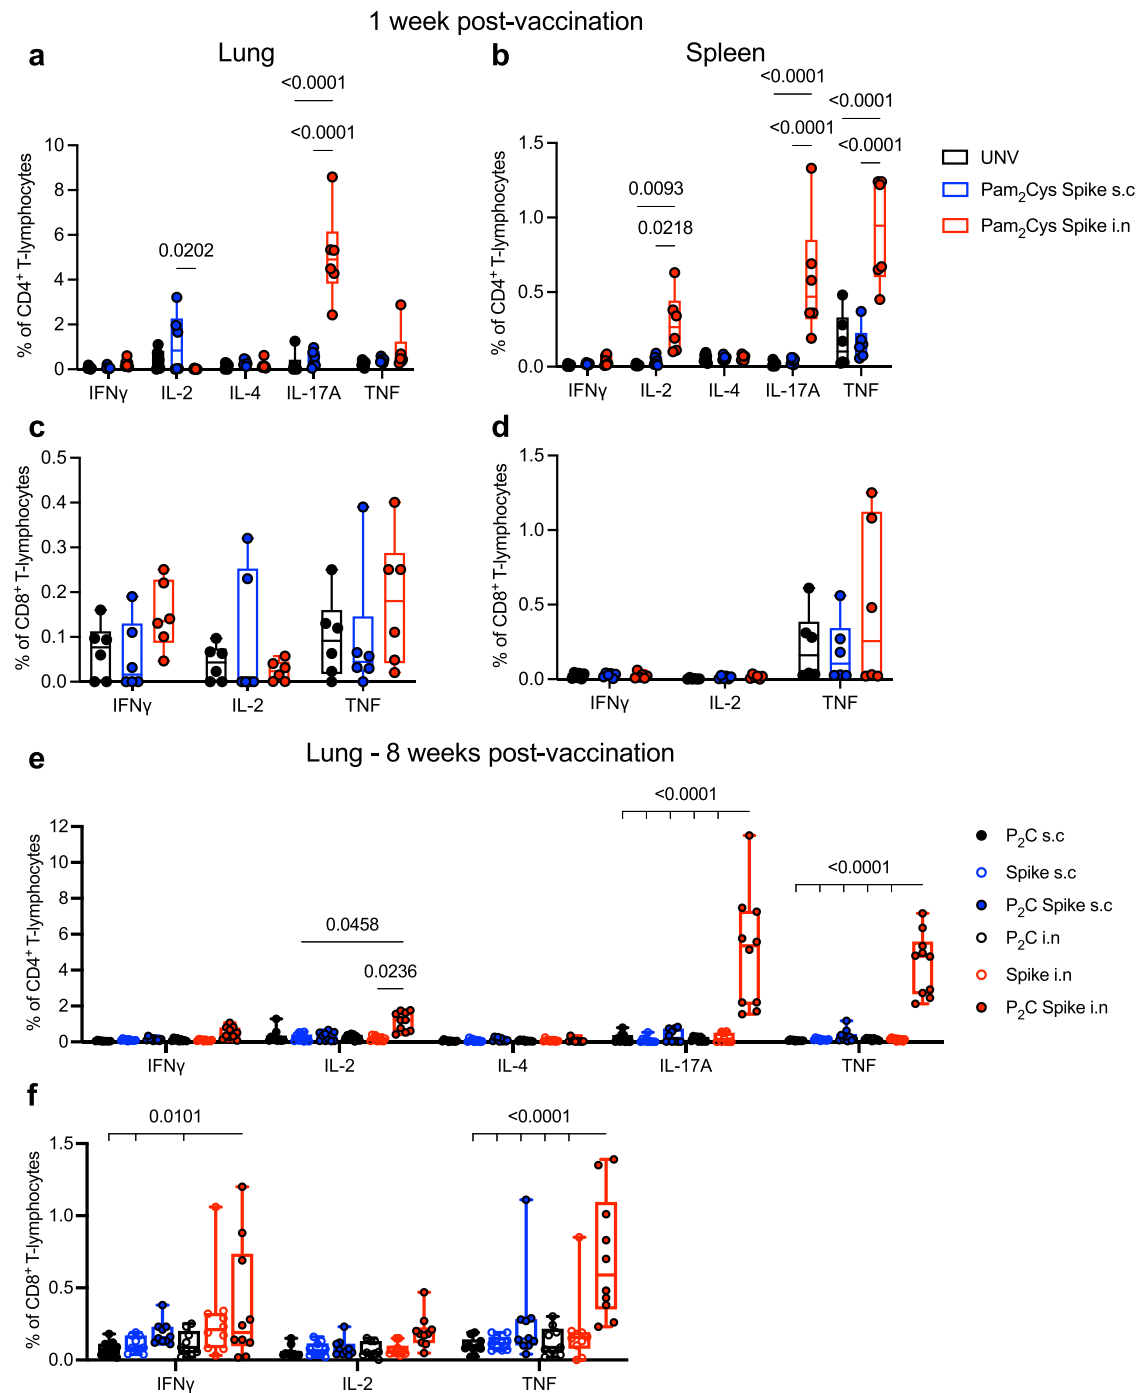 1 week post-vaccination
a
Lung
b
Spleen
<0.0001
<0.0001
0.0202
% of CD4+ T-lymphocytes
10
8
6
4
2
0
IFNγ IL-2 IL-4 IL-17A TNF
<0.0001
<0.0001
<0.0001
<0.0001
0.0093
0.0218
% of CD4+ T-lymphocytes
1.5
1.0
0.5
0.0
IFNγ IL-2 IL-4 IL-17A TNF
UNV
Pam2Cys Spike s.c
Pam2Cys Spike i.n
c
% of CD8+ T-lymphocytes
0.5
0.4
0.3
0.2
0.1
0.0
IFNγ IL-2 TNF
d
% of CD8+ T-lymphocytes
1.5
1.0
0.5
0.0
IFNγ IL-2 TNF
e
Lung - 8 weeks post-vaccination
<0.0001
<0.0001
0.0458
0.0236
% of CD4+ T-lymphocytes
12
10
8
6
4
2
0
IFNγ IL-2 IL-4 IL-17A TNF
P2C s.c
Spike s.c
P2C Spike s.c
P2C i.n
Spike i.n
P2C Spike i.n
f
0.0101
<0.0001
% of CD8+ T-lymphocytes
1.5
1.0
0.5
0.0
IFNγ IL-2 TNF